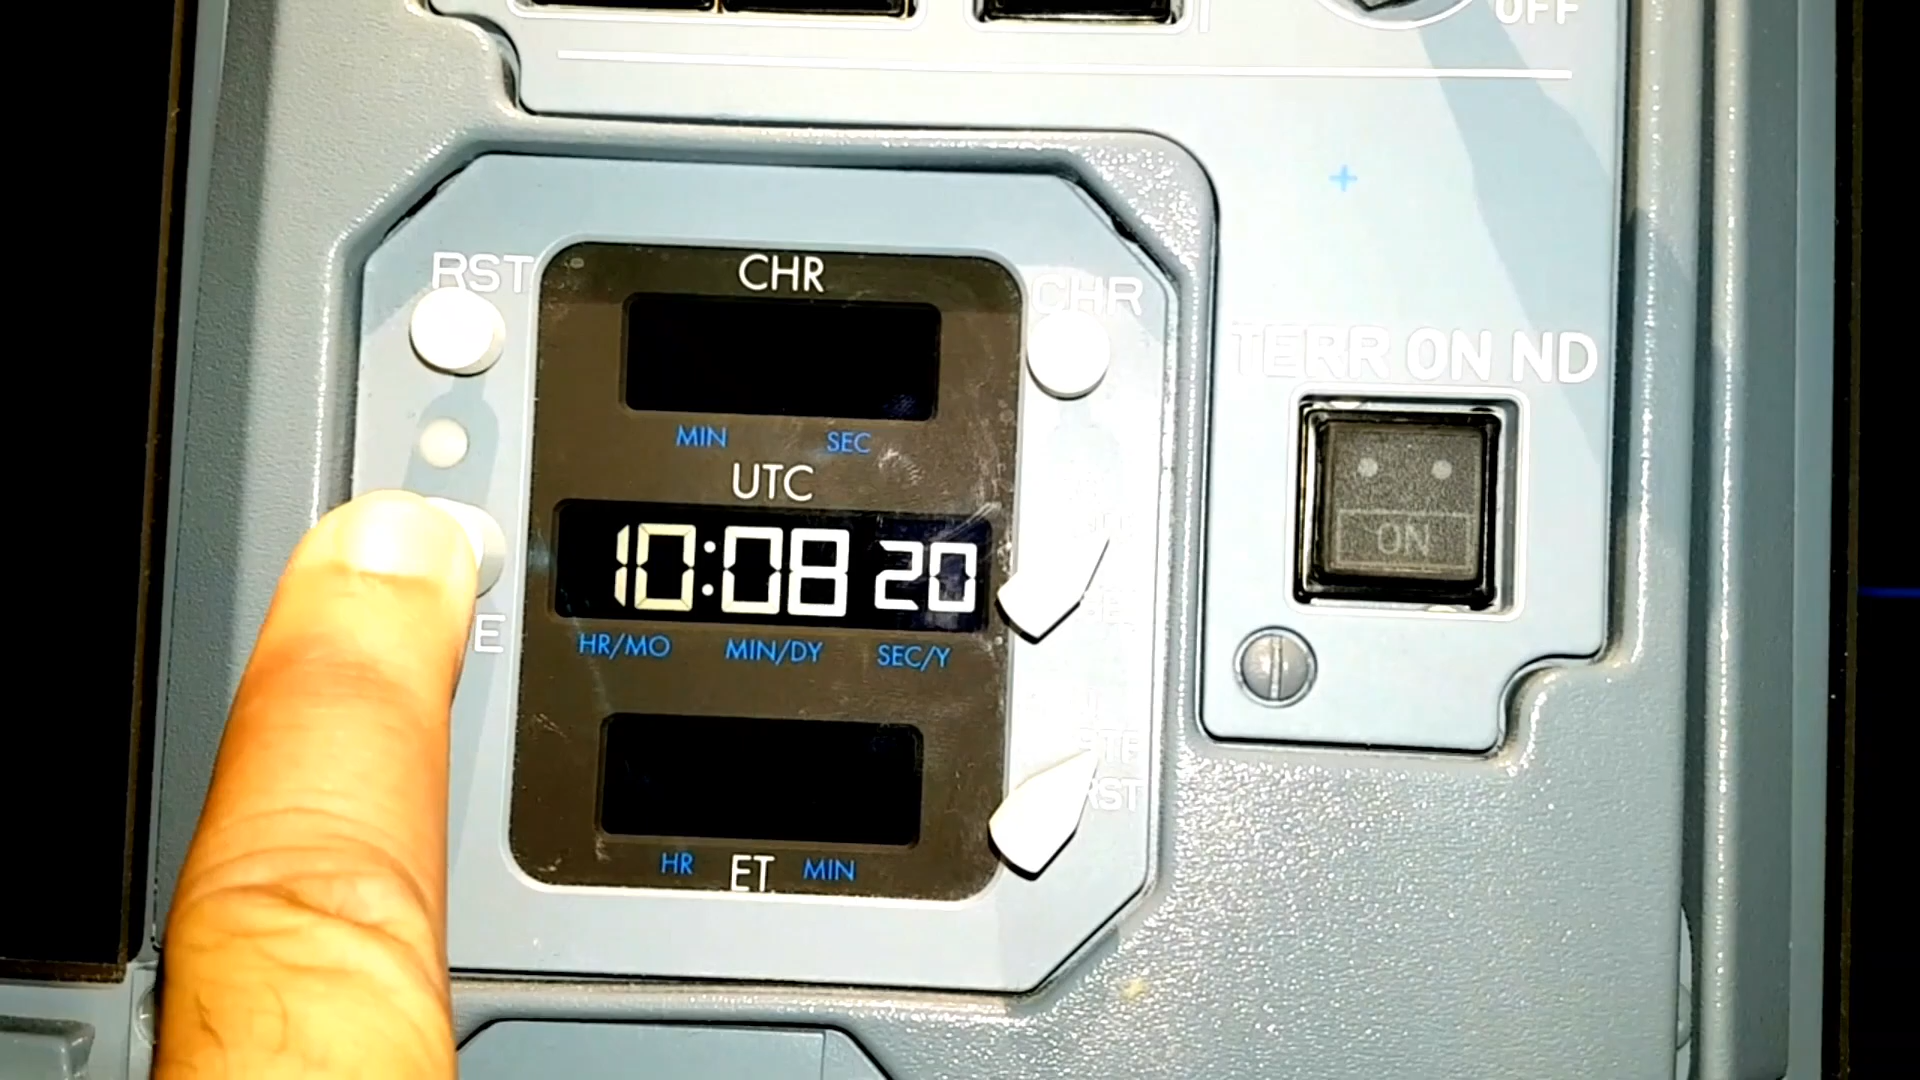 OFF
RST
CHR
CHR
TERR ON ND
MIN SEC
UTC
10:08 20
ON
HR/MO MIN/DY SEC/Y
E
RST
HR ET MIN